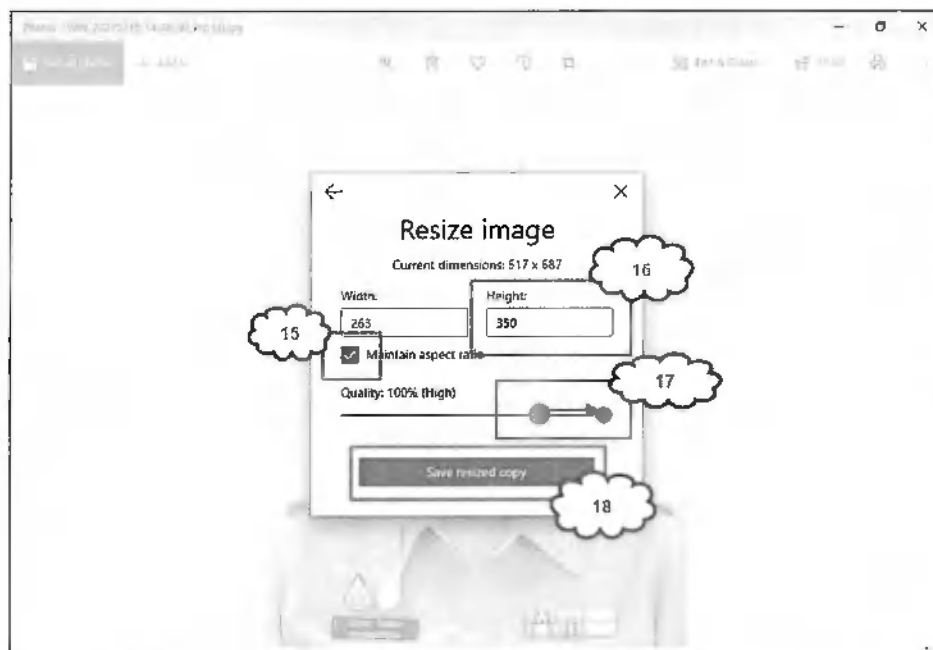 Resize image
Current dimensions: 517 x 687
16
Width:
Height:
263
350
15
Maintain aspect ratio
17
Quality: 100% (High)
Save resized copy
18